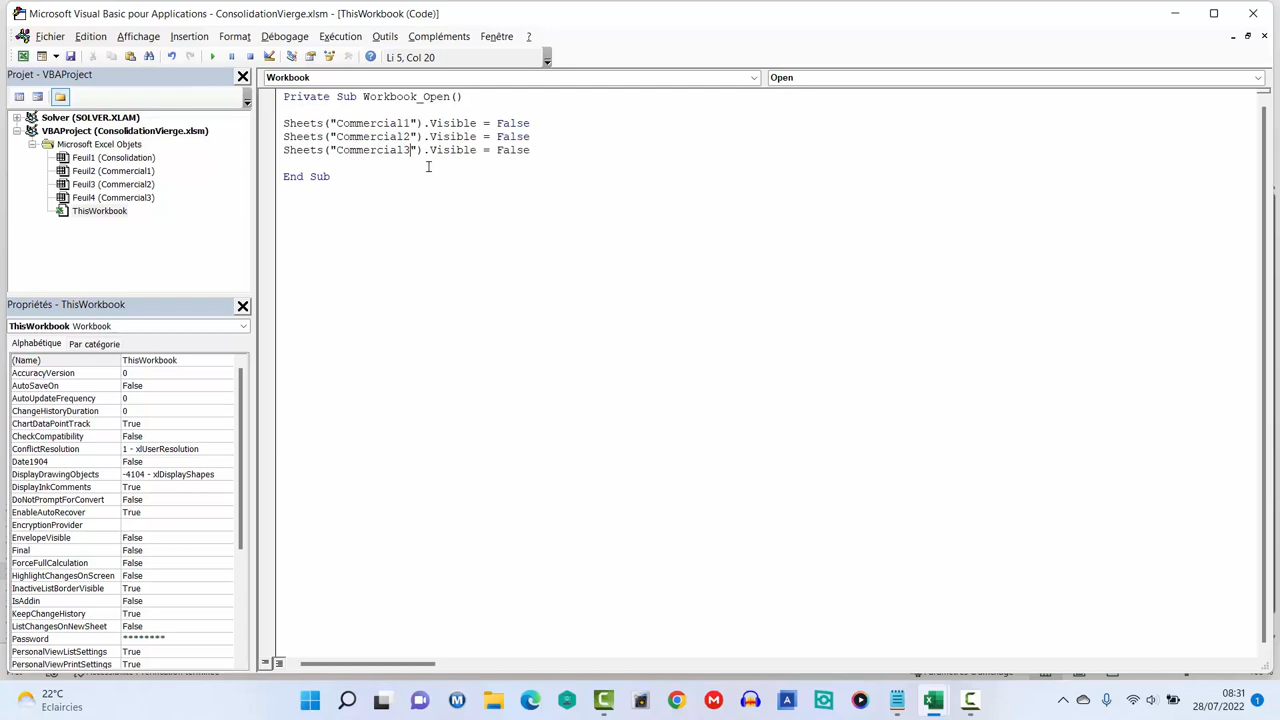 Microsoft Visual Basic pour Applications - ConsolidationVierge.xlsm - [ThisWorkbook (Code)]
Fichier Edition Affichage Insertion Format Débogage Exécution Outils Compléments Fenêtre ?
Li 5, Col 20
Projet - VBAProject
Solver (SOLVER.XLAM)
VBAProject (ConsolidationVierge.xlsm)
Microsoft Excel Objets
Feuil1 (Consolidation)
Feuil2 (Commercial1)
Feuil3 (Commercial2)
Feuil4 (Commercial3)
ThisWorkbook
Workbook
Open
Private Sub Workbook_Open()
Sheets("Commercial1").Visible = False
Sheets("Commercial2").Visible = False
Sheets("Commercial3").Visible = False
End Sub
Propriétés - ThisWorkbook
ThisWorkbook Workbook
Alphabétique Par catégorie
(Name) ThisWorkbook
AccuracyVersion 0
AutoSaveOn False
AutoUpdateFrequency 0
ChangeHistoryDuration 0
ChartDataPointTrack True
CheckCompatibility False
ConflictResolution 1 - xlUserResolution
Date1904 False
DisplayDrawingObjects -4104 - xlDisplayShapes
DisplayInkComments True
DoNotPromptForConvert False
EnableAutoRecover True
EncryptionProvider
EnvelopeVisible False
Final False
ForceFullCalculation False
HighlightChangesOnScreen False
InactiveListBorderVisible True
IsAddin False
KeepChangeHistory True
ListChangesOnNewSheet False
Password ********
PersonalViewListSettings True
PersonalViewPrintSettings True
22°C
Eclaircies
08:31
28/07/2022